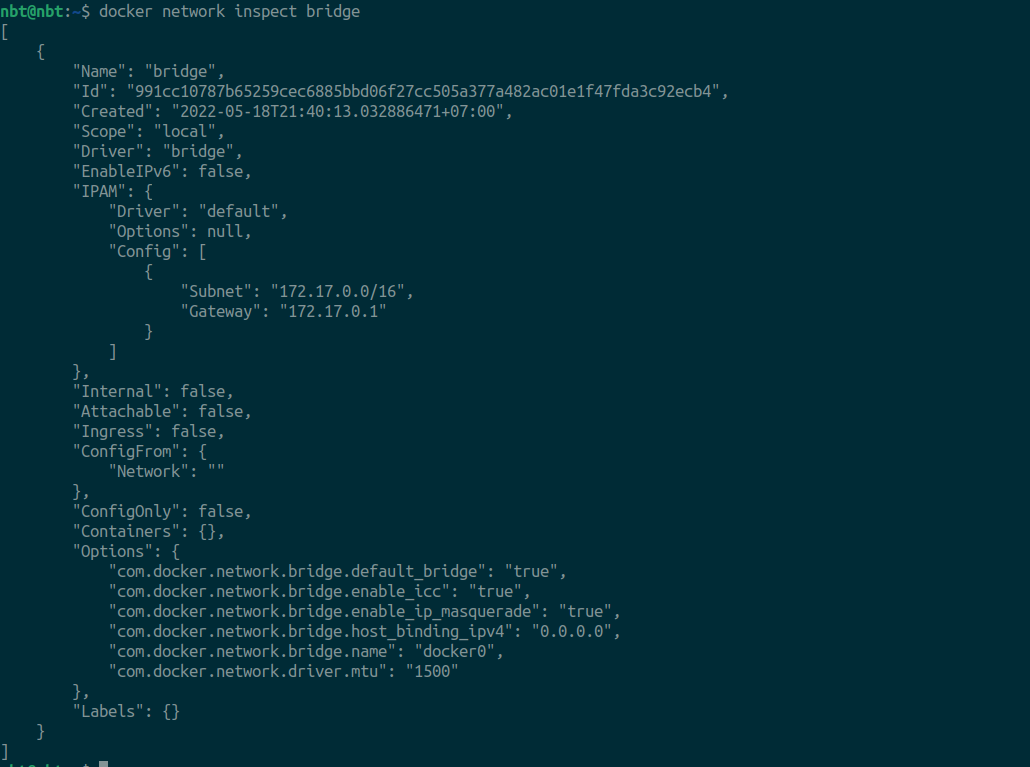 nbt@nbt:~$ docker network inspect bridge
[
    {
        "Name": "bridge",
        "Id": "991cc10787b65259cec6885bbd06f27cc505a377a482ac01e1f47fda3c92ecb4",
        "Created": "2022-05-18T21:40:13.032886471+07:00",
        "Scope": "local",
        "Driver": "bridge",
        "EnableIPv6": false,
        "IPAM": {
            "Driver": "default",
            "Options": null,
            "Config": [
                {
                    "Subnet": "172.17.0.0/16",
                    "Gateway": "172.17.0.1"
                }
            ]
        },
        "Internal": false,
        "Attachable": false,
        "Ingress": false,
        "ConfigFrom": {
            "Network": ""
        },
        "ConfigOnly": false,
        "Containers": {},
        "Options": {
            "com.docker.network.bridge.default_bridge": "true",
            "com.docker.network.bridge.enable_icc": "true",
            "com.docker.network.bridge.enable_ip_masquerade": "true",
            "com.docker.network.bridge.host_binding_ipv4": "0.0.0.0",
            "com.docker.network.bridge.name": "docker0",
            "com.docker.network.driver.mtu": "1500"
        },
        "Labels": {}
    }
]